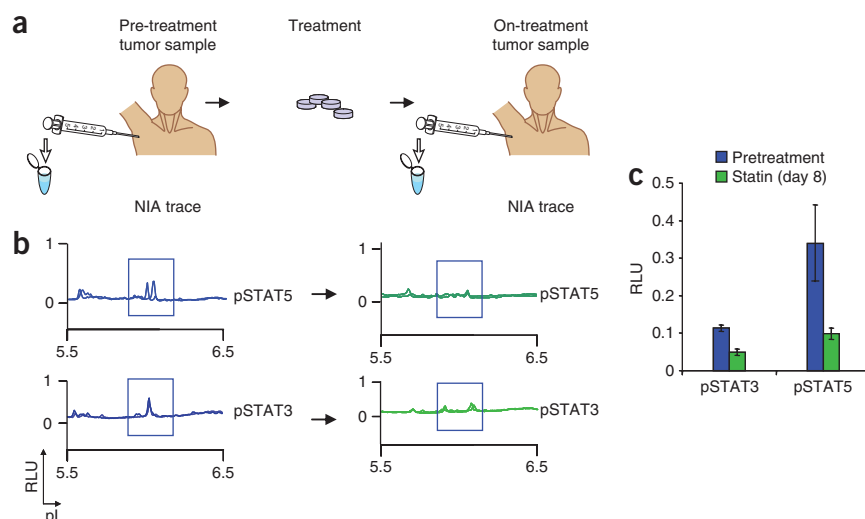 a
Pre-treatment
tumor sample
Treatment
On-treatment
tumor sample
NIA trace
NIA trace
b
1
0
pSTAT5
5.5
6.5
1
0
pSTAT5
5.5
6.5
1
0
pSTAT3
5.5
6.5
1
0
pSTAT3
5.5
6.5
RLU
pI
c
Pretreatment
Statin (day 8)
0.5
0.4
0.3
0.2
0.1
0
RLU
pSTAT3
pSTAT5